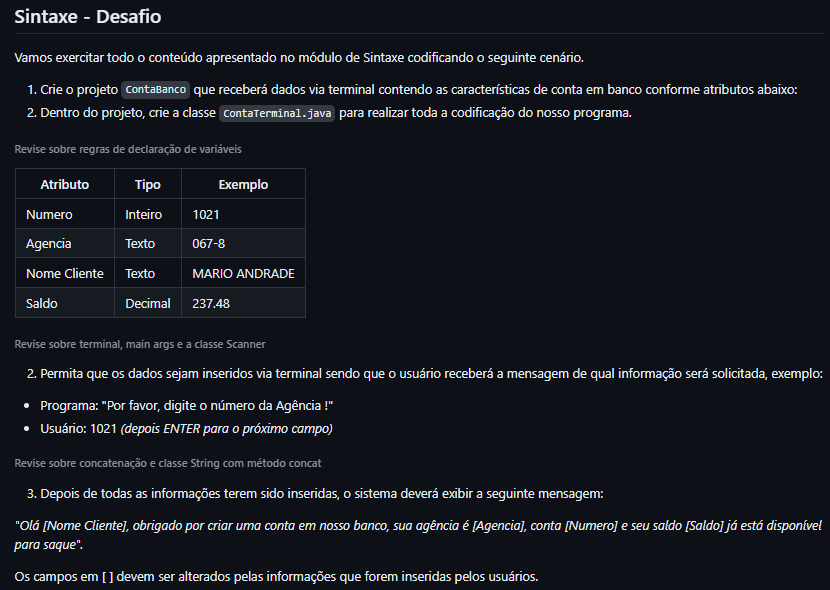 Sintaxe - Desafio
Vamos exercitar todo o conteúdo apresentado no módulo de Sintaxe codificando o seguinte cenário.
1. Crie o projeto ContaBanco que receberá dados via terminal contendo as características de conta em banco conforme atributos abaixo:
2. Dentro do projeto, crie a classe ContaTerminal.java para realizar toda a codificação do nosso programa.
Revise sobre regras de declaração de variáveis
Atributo Tipo Exemplo
Numero Inteiro 1021
Agencia Texto 067-8
Nome Cliente Texto MARIO ANDRADE
Saldo Decimal 237.48
Revise sobre terminal, main args e a classe Scanner
2. Permita que os dados sejam inseridos via terminal sendo que o usuário receberá a mensagem de qual informação será solicitada, exemplo:
• Programa: "Por favor, digite o número da Agência !"
• Usuário: 1021 (depois ENTER para o próximo campo)
Revise sobre concatenação e classe String com método concat
3. Depois de todas as informações terem sido inseridas, o sistema deverá exibir a seguinte mensagem:
"Olá [Nome Cliente], obrigado por criar uma conta em nosso banco, sua agência é [Agencia], conta [Numero] e seu saldo [Saldo] já está disponível
para saque".
Os campos em [ ] devem ser alterados pelas informações que forem inseridas pelos usuários.